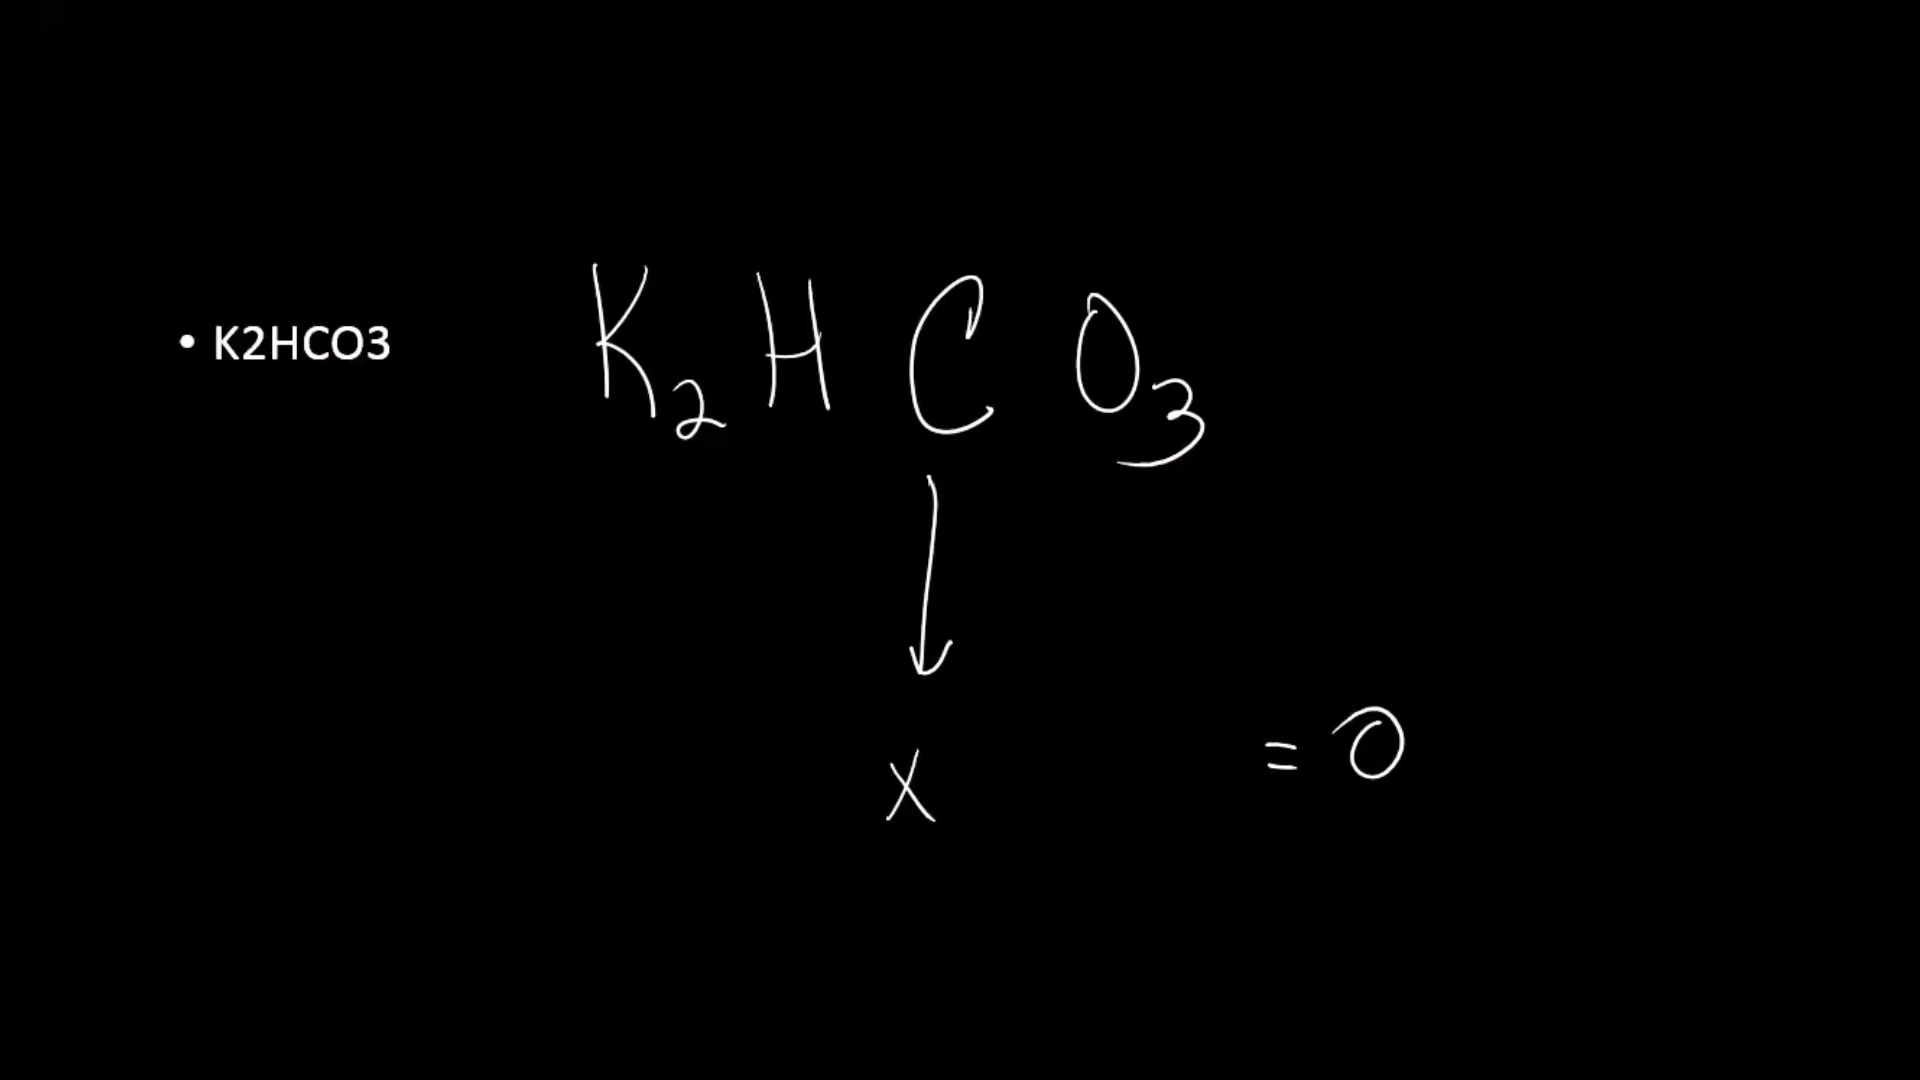 • K2HCO3
K₂HCO₃
↓
X = 0